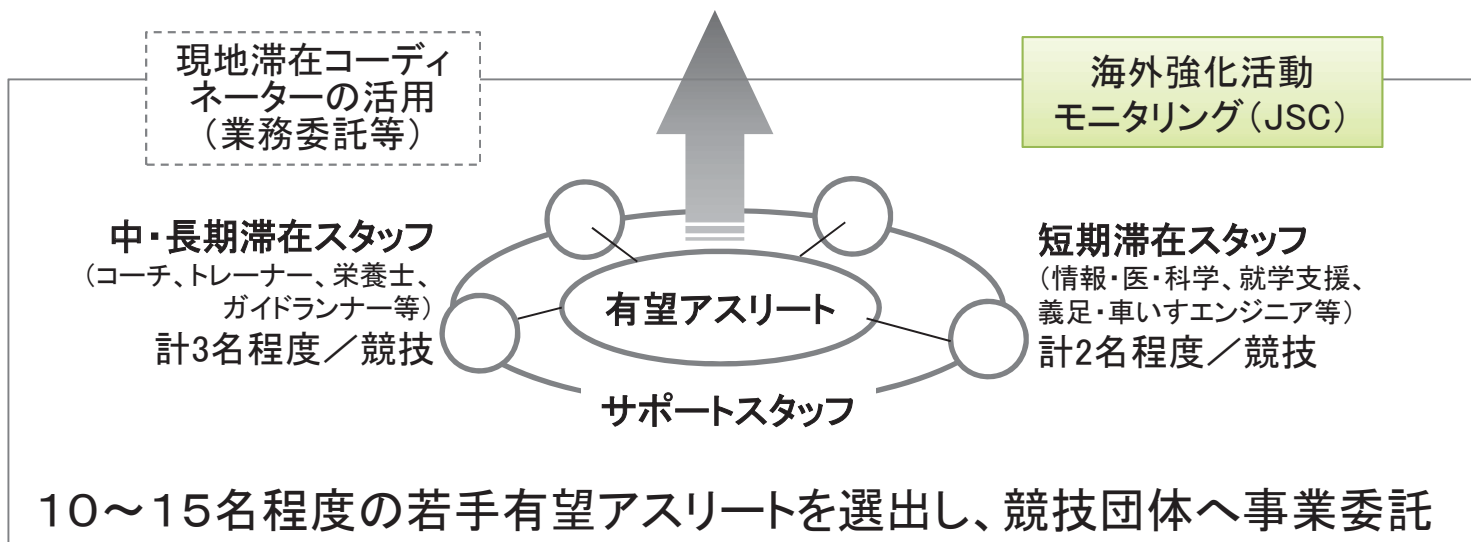 現地滞在コーディ
ネーターの活用
（業務委託等）
海外強化活動
モニタリング（JSC）
中・長期滞在スタッフ
（コーチ、トレーナー、栄養士、
ガイドランナー等）
計3名程度／競技
有望アスリート
サポートスタッフ
短期滞在スタッフ
（情報・医・科学、就学支援、
義足・車いすエンジニア等）
計2名程度／競技
１０～１５名程度の若手有望アスリートを選出し、競技団体へ事業委託